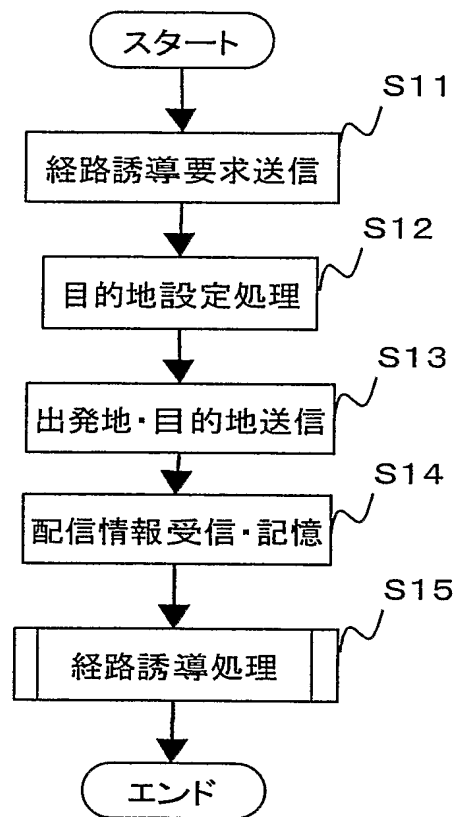 スタート
S11
経路誘導要求送信
S12
目的地設定処理
S13
出発地・目的地送信
S14
配信情報受信・記憶
S15
経路誘導処理
エンド